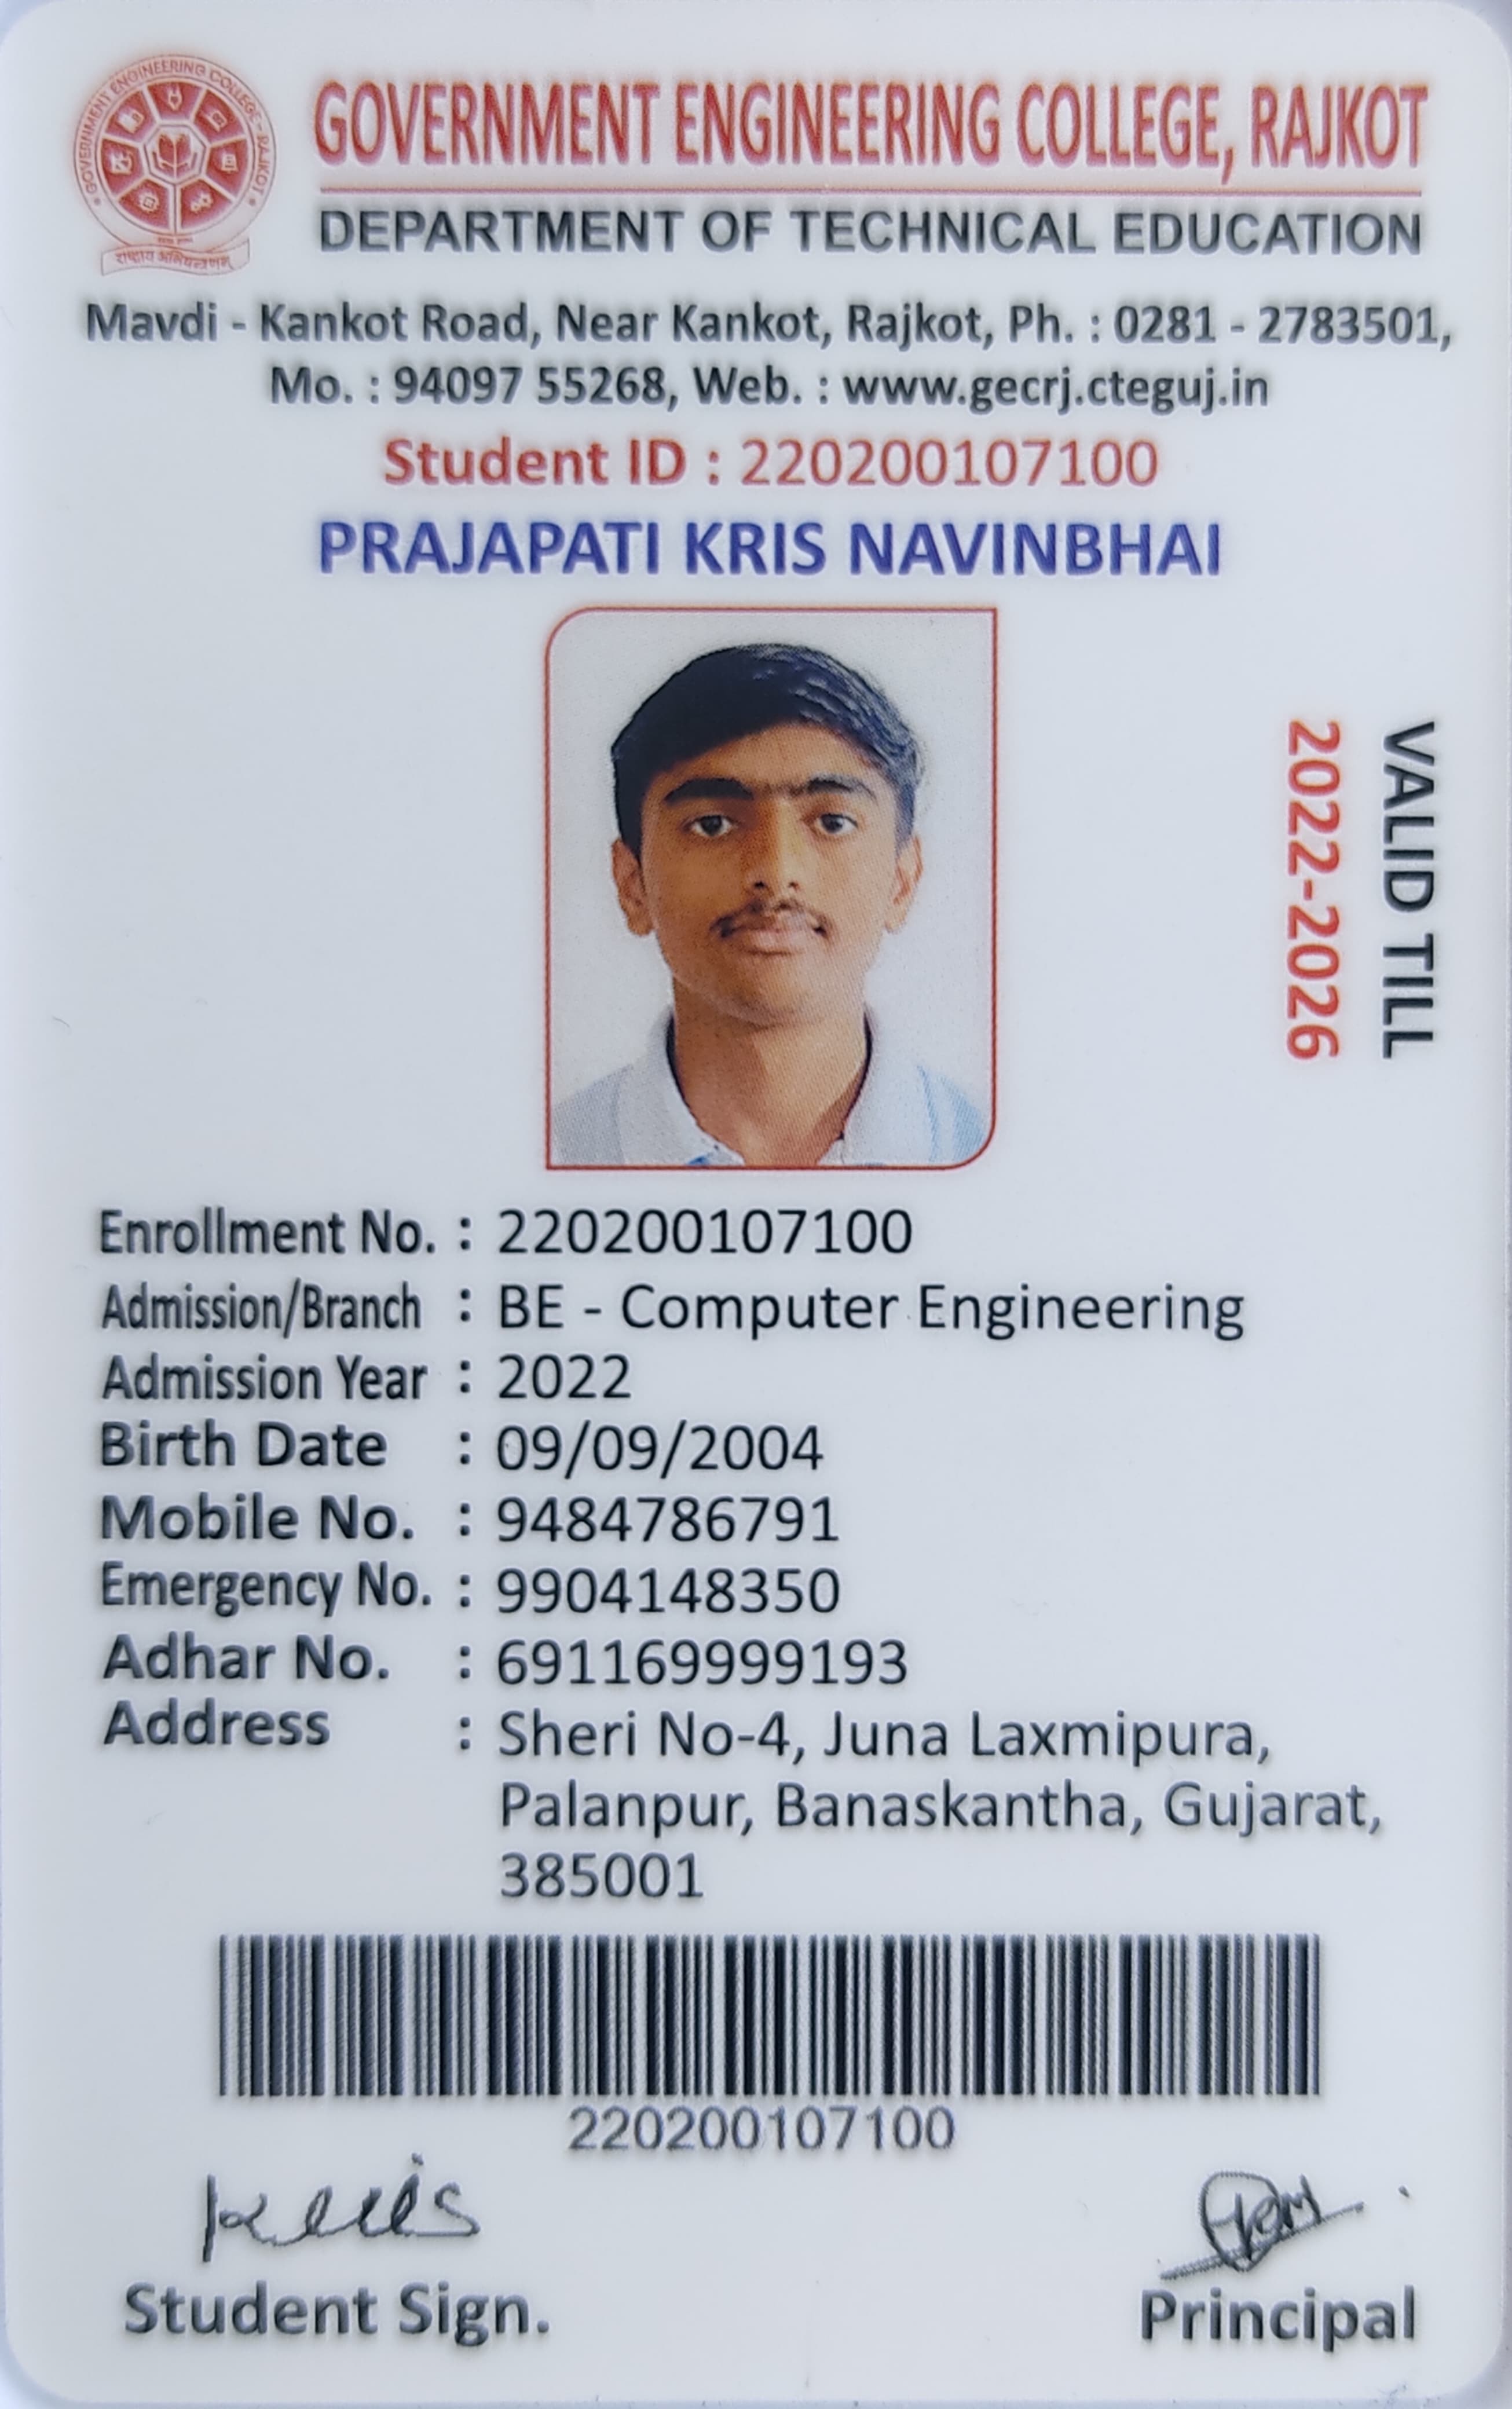 GOVERNMENT ENGINEERING COLLEGE - RAJKOT
GOVERNMENT ENGINEERING COLLEGE, RAJKOT
DEPARTMENT OF TECHNICAL EDUCATION
Mavdi - Kankot Road, Near Kankot, Rajkot, Ph. : 0281 - 2783501,
Mo. : 94097 55268, Web. : www.gecrj.cteguj.in
Student ID : 220200107100
PRAJAPATI KRIS NAVINBHAI
VALID TILL
2022-2026
Enrollment No. : 220200107100
Admission/Branch : BE - Computer Engineering
Admission Year : 2022
Birth Date : 09/09/2004
Mobile No. : 9484786791
Emergency No. : 9904148350
Adhar No. : 691169999193
Address : Sheri No-4, Juna Laxmipura,
Palanpur, Banaskantha, Gujarat,
385001
220200107100
Kris
Student Sign.
Principal